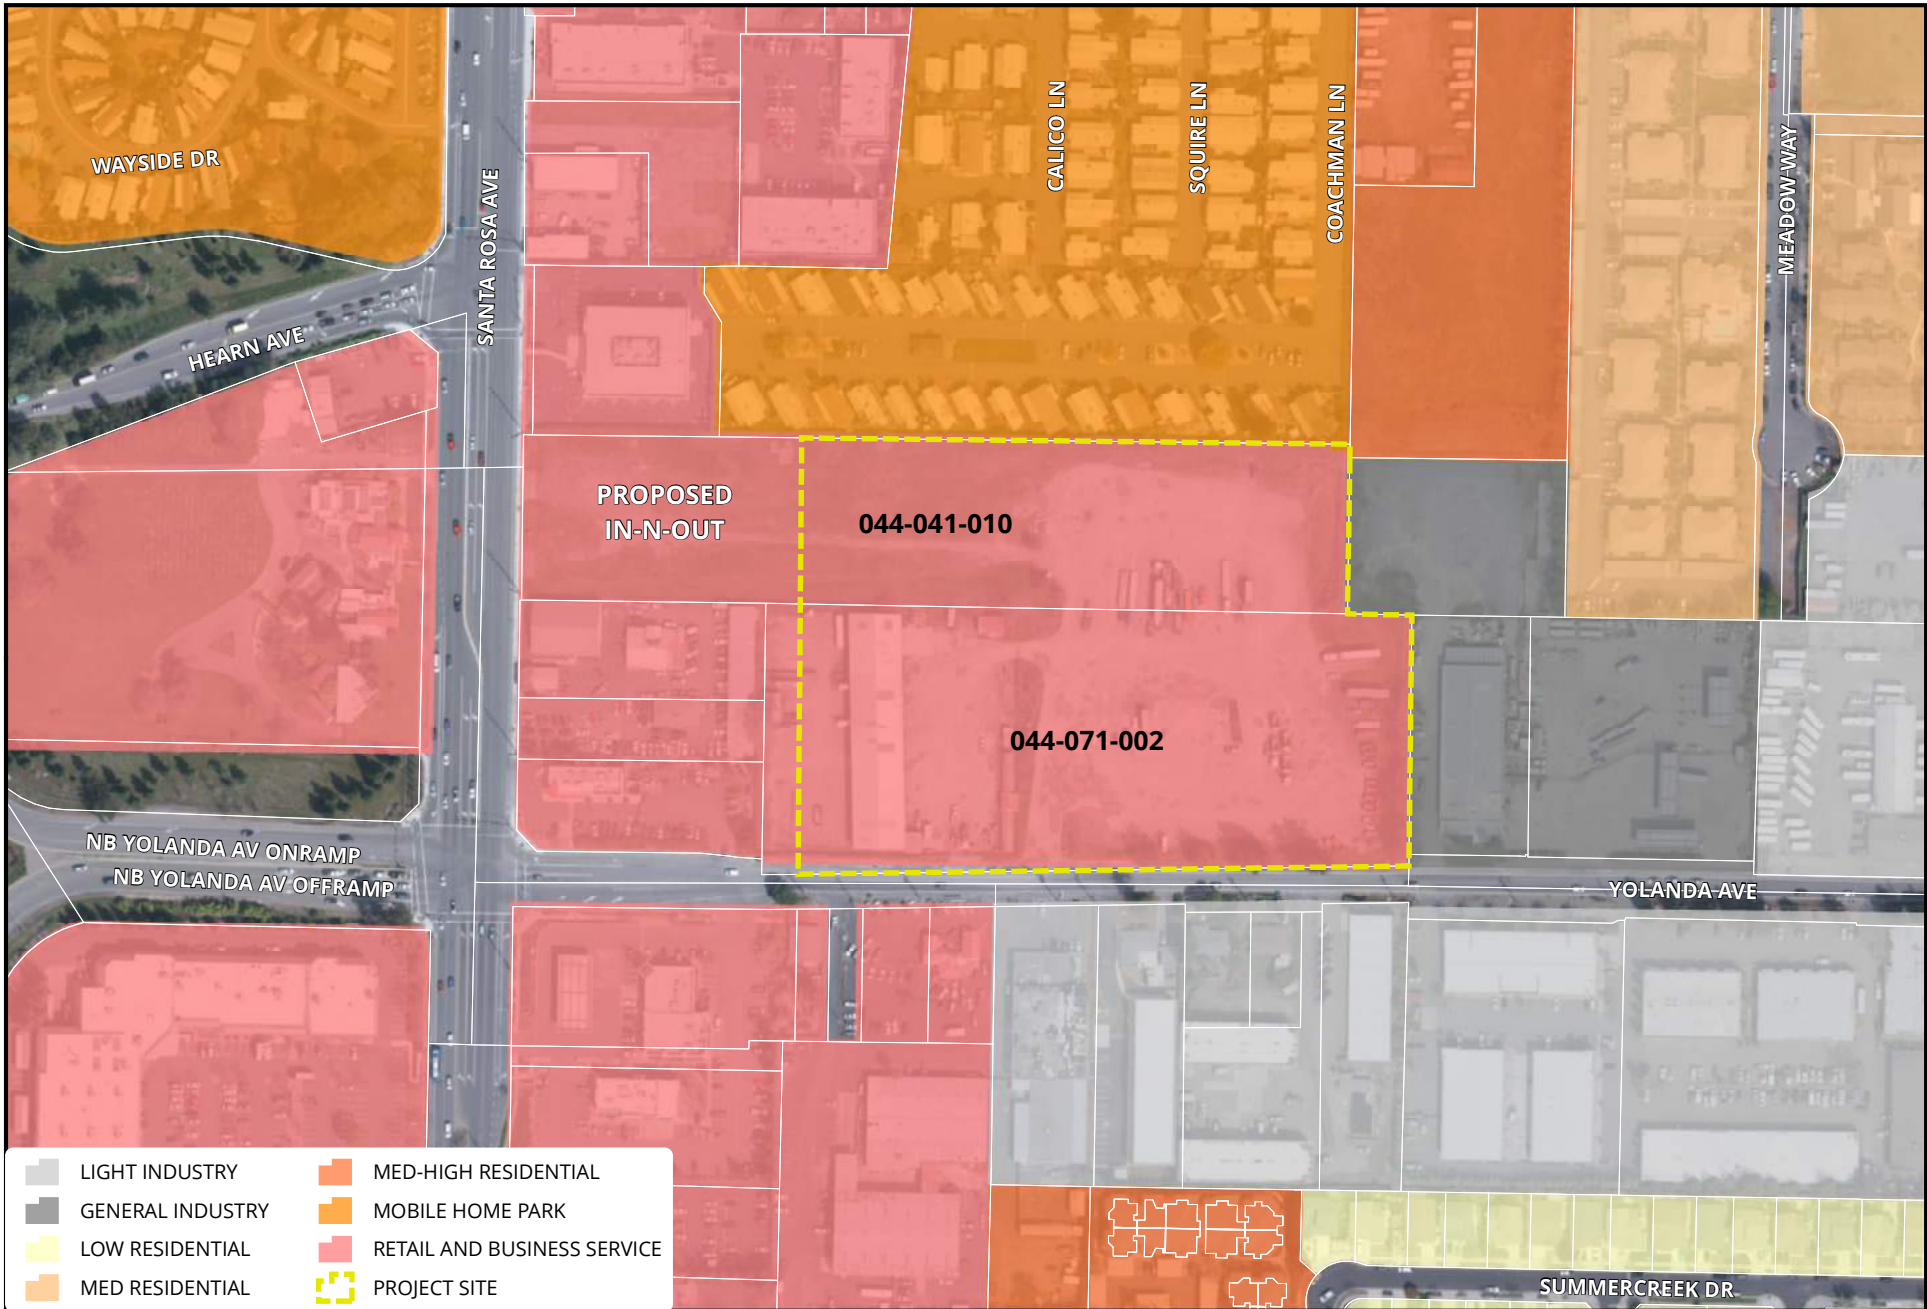 WAYSIDE DR
SANTA ROSA AVE
CALICO LN
SQUIRE LN
COACHMAN LN
MEADOW WAY
HEARN AVE
PROPOSED
IN-N-OUT
044-041-010
044-071-002
NB YOLANDA AV ONRAMP
NB YOLANDA AV OFFRAMP
YOLANDA AVE
LIGHT INDUSTRY
GENERAL INDUSTRY
LOW RESIDENTIAL
MED RESIDENTIAL
MED-HIGH RESIDENTIAL
MOBILE HOME PARK
RETAIL AND BUSINESS SERVICE
PROJECT SITE
SUMMERCREEK DR